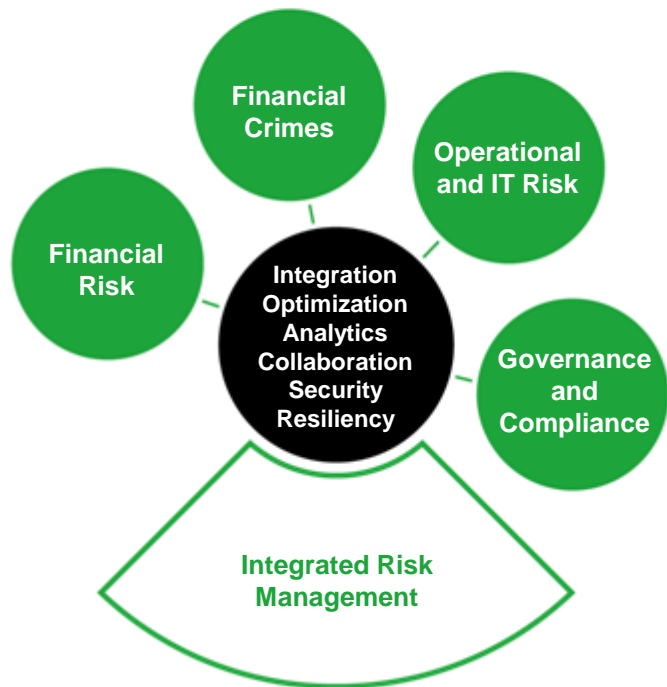 Financial
Crimes
Operational
and IT Risk
Financial
Risk
Integration
Optimization
Analytics
Collaboration
Security
Resiliency
Governance
and
Compliance
Integrated Risk
Management